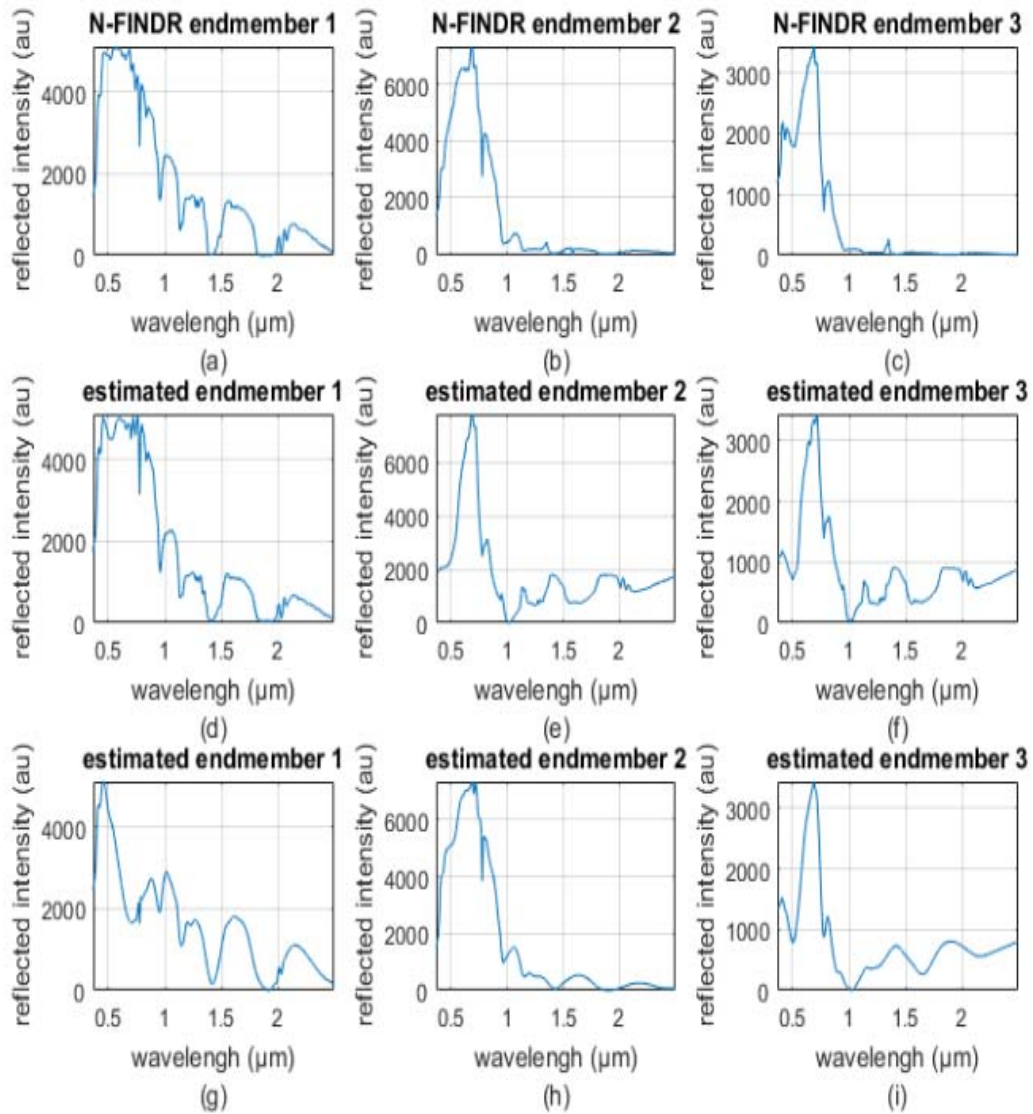 N-FINDR endmember 1 N-FINDR endmember 2 N-FINDR endmember 3
reflected intensity (au) reflected intensity (au) reflected intensity (au)
4000 6000 3000
2000 4000 2000
0 2000 1000
0 0
0.5 1 1.5 2 0.5 1 1.5 2 0.5 1 1.5 2
wavelengh (µm) wavelengh (µm) wavelengh (µm)
(a) (b) (c)
estimated endmember 1 estimated endmember 2 estimated endmember 3
reflected intensity (au) reflected intensity (au) reflected intensity (au)
4000 6000 3000
2000 4000 2000
0 2000 1000
0 0
0.5 1 1.5 2 0.5 1 1.5 2 0.5 1 1.5 2
wavelengh (µm) wavelengh (µm) wavelengh (µm)
(d) (e) (f)
estimated endmember 1 estimated endmember 2 estimated endmember 3
reflected intensity (au) reflected intensity (au) reflected intensity (au)
4000 6000 3000
2000 4000 2000
0 2000 1000
0 0
0.5 1 1.5 2 0.5 1 1.5 2 0.5 1 1.5 2
wavelengh (µm) wavelengh (µm) wavelengh (µm)
(g) (h) (i)